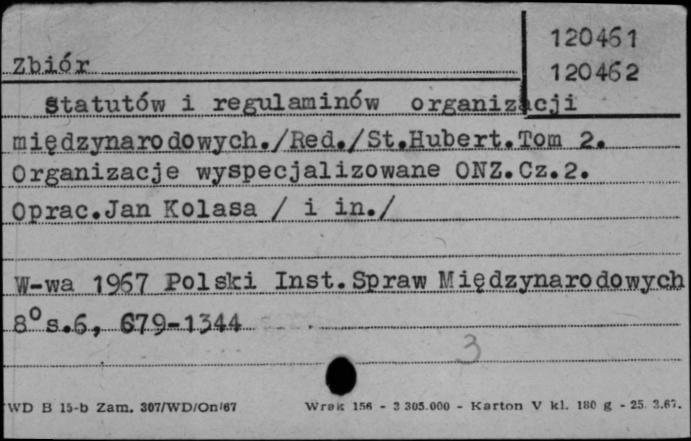 120461
Zbiór
120462
Statutów i regulaminów organizacji
międzynarodowych./Red./St.Hubert.Tom 2.
Organizacje wyspecjalizowane ONZ.Cz.2.
Oprac.Jan Kolasa / i in./
W-wa 1967 Polski Inst.Spraw Międzynarodowych
8° s.6, 679-1344
3
WD B 15-b Zam. 307/WD/On/67 Wrsk 156 - 3 305.000 - Karton V kl. 180 g - 25.3.67.